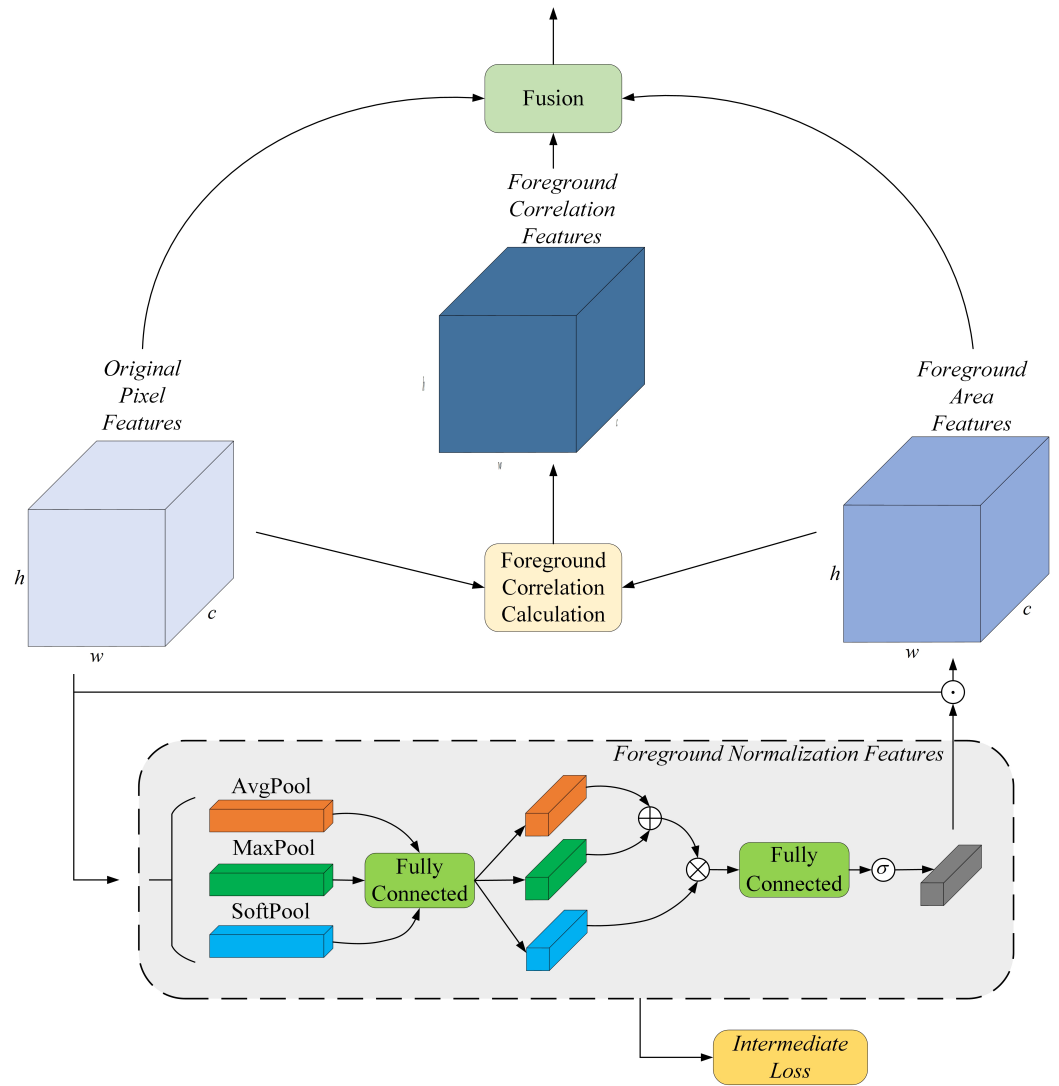 Fusion
Foreground
Correlation
Features
Original
Pixel
Features
Foreground
Area
Features
h
w
c
h
w
c
w
c
h
Foreground
Correlation
Calculation
Foreground Normalization Features
AvgPool
MaxPool
SoftPool
Fully
Connected
Fully
Connected
σ
Intermediate
Loss